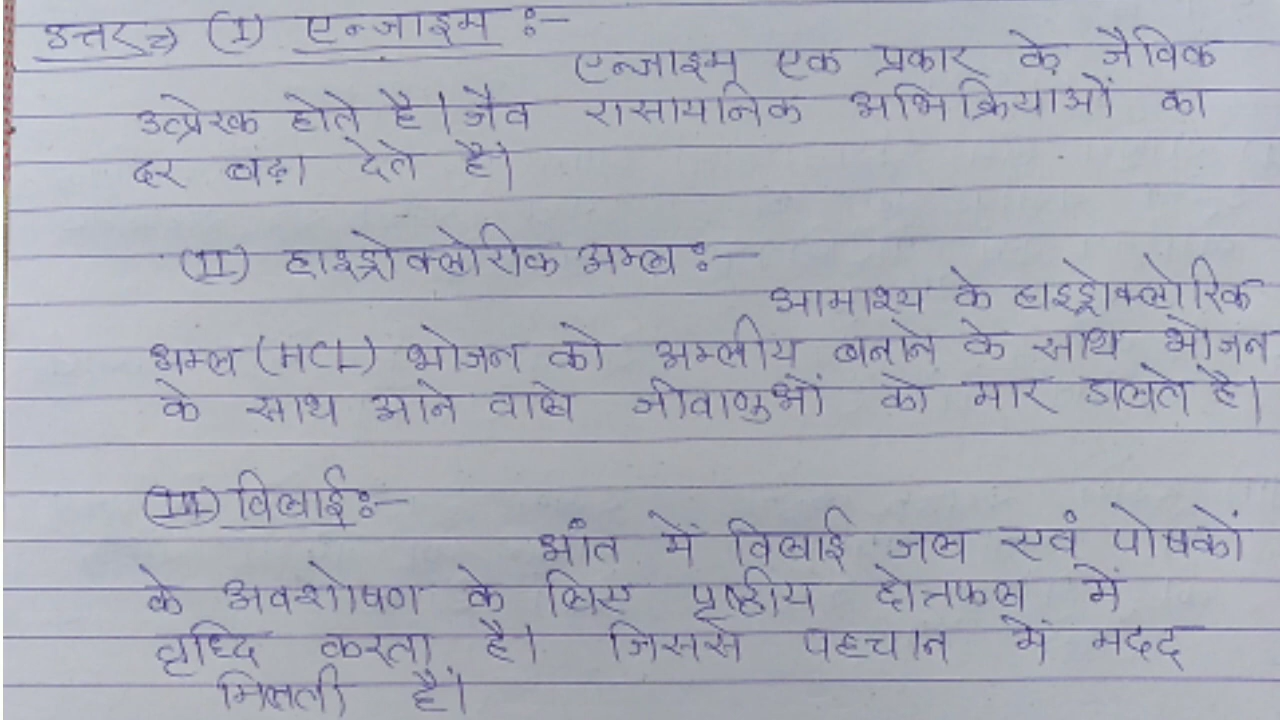 उत्तर⇒ (I) एन्जाइम :-
एन्जाइम एक प्रकार के जैविक
उत्प्रेरक होते है। जैव रासायनिक अभिक्रियाओं का
दर बढ़ा देते है।
(II) हाइड्रोक्लोरीक अम्ल :-
आमाश्य के हाइड्रोक्लोरिक
अम्ल (HCL) भोजन को अम्लीय बनाने के साथ भोजन
के साथ आने वाले जीवाणुओं को मार डालते है।
(III) विलाई :-
आंत में विलाई जल एवं पोषकों
के अवशोषण के लिए पृष्ठीय क्षेत्रफल में
वृध्दि करता है। जिससे पहचान में मदद
मिलती है।